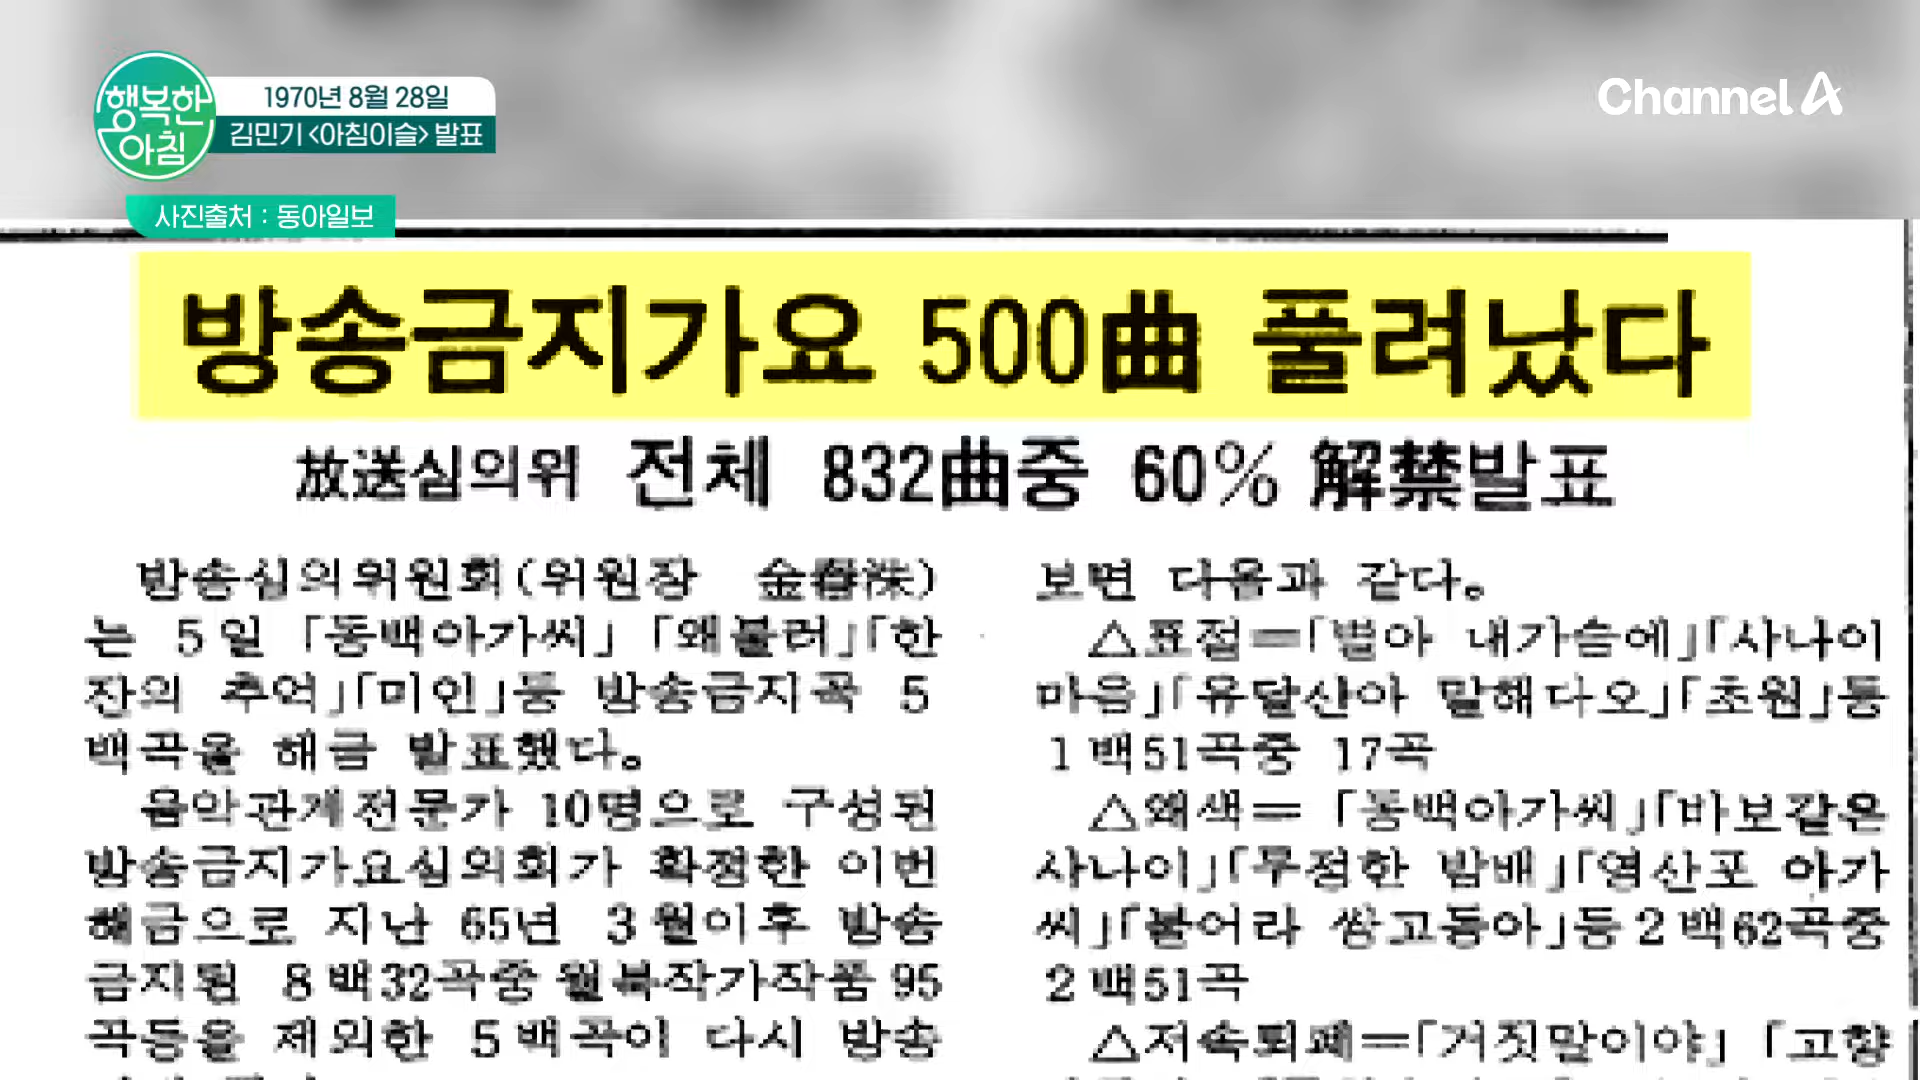 행복한
아침
1970년 8월 28일
김민기 <아침이슬> 발표
Channel A
사진출처 : 동아일보
방송금지가요 500曲 풀려났다
放送심의위 전체 832曲중 60% 解禁발표
방송심의위원회(위원장 金春洙)
는 5일 「동백아가씨」「왜불러」「한
잔의 추억」「미인」등 방송금지곡 5
백곡을 해금 발표했다。
음악관계전문가 10명으로 구성된
방송금지가요심의회가 확정한 이번
해금으로 지난 65년 3월이후 방송
금지된 8백32곡중 월북작가작품 95
곡등을 제외한 5백곡이 다시 방송
보면 다음과 같다。
△표절=「별아 내가슴에」「사나이
마음」「유달산아 말해다오」「초원」등
1백51곡중 17곡
△왜색=「동백아가씨」「바보같은
사나이」「무정한 밤배」「영산포 아가
씨」「불어라 쌍고동아」등 2백62곡중
2백51곡
△저속퇴폐=「거짓말이야」「고향